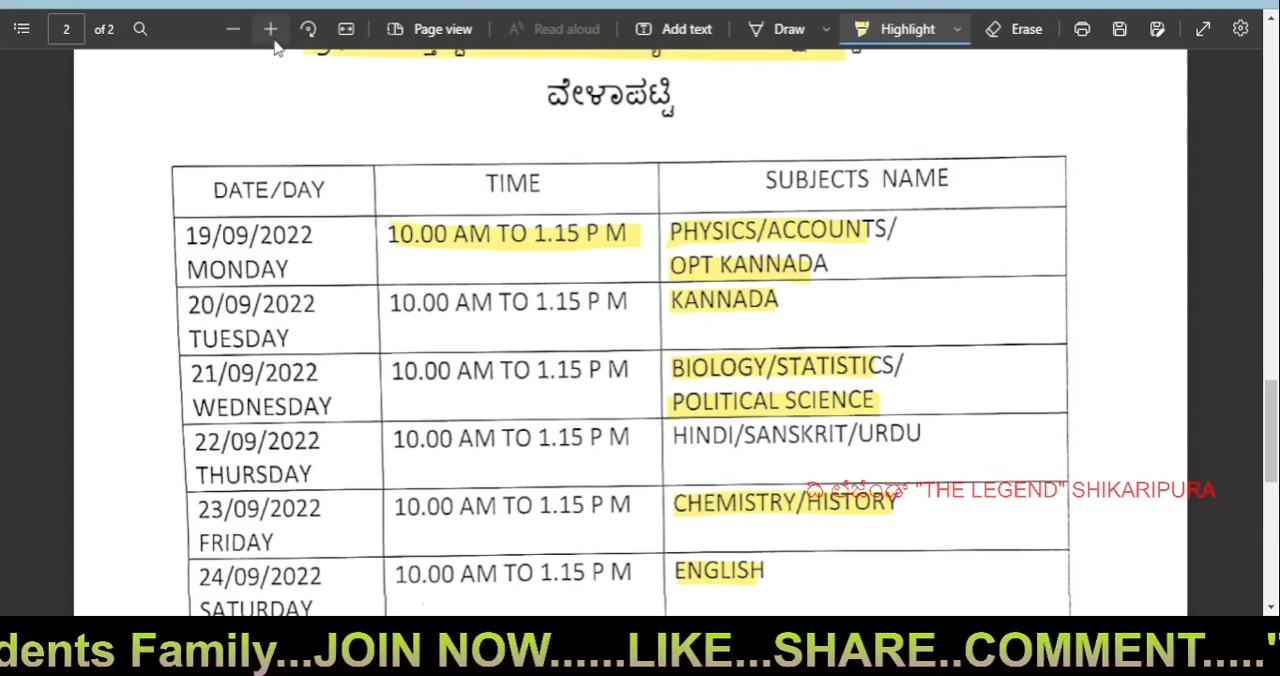 2 of 2 Page view Read aloud Add text Draw Highlight Erase
ವೇಳಾಪಟ್ಟಿ
DATE/DAY TIME SUBJECTS NAME
19/09/2022 10.00 AM TO 1.15 P M PHYSICS/ACCOUNTS/
MONDAY OPT KANNADA
20/09/2022 10.00 AM TO 1.15 P M KANNADA
TUESDAY
21/09/2022 10.00 AM TO 1.15 P M BIOLOGY/STATISTICS/
WEDNESDAY POLITICAL SCIENCE
22/09/2022 10.00 AM TO 1.15 P M HINDI/SANSKRIT/URDU
THURSDAY
ದಿ ಲೆಜೆಂಡ್ "THE LEGEND" SHIKARIPURA
23/09/2022 10.00 AM TO 1.15 P M CHEMISTRY/HISTORY
FRIDAY
24/09/2022 10.00 AM TO 1.15 P M ENGLISH
SATURDAY
dents Family...JOIN NOW......LIKE...SHARE..COMMENT....."